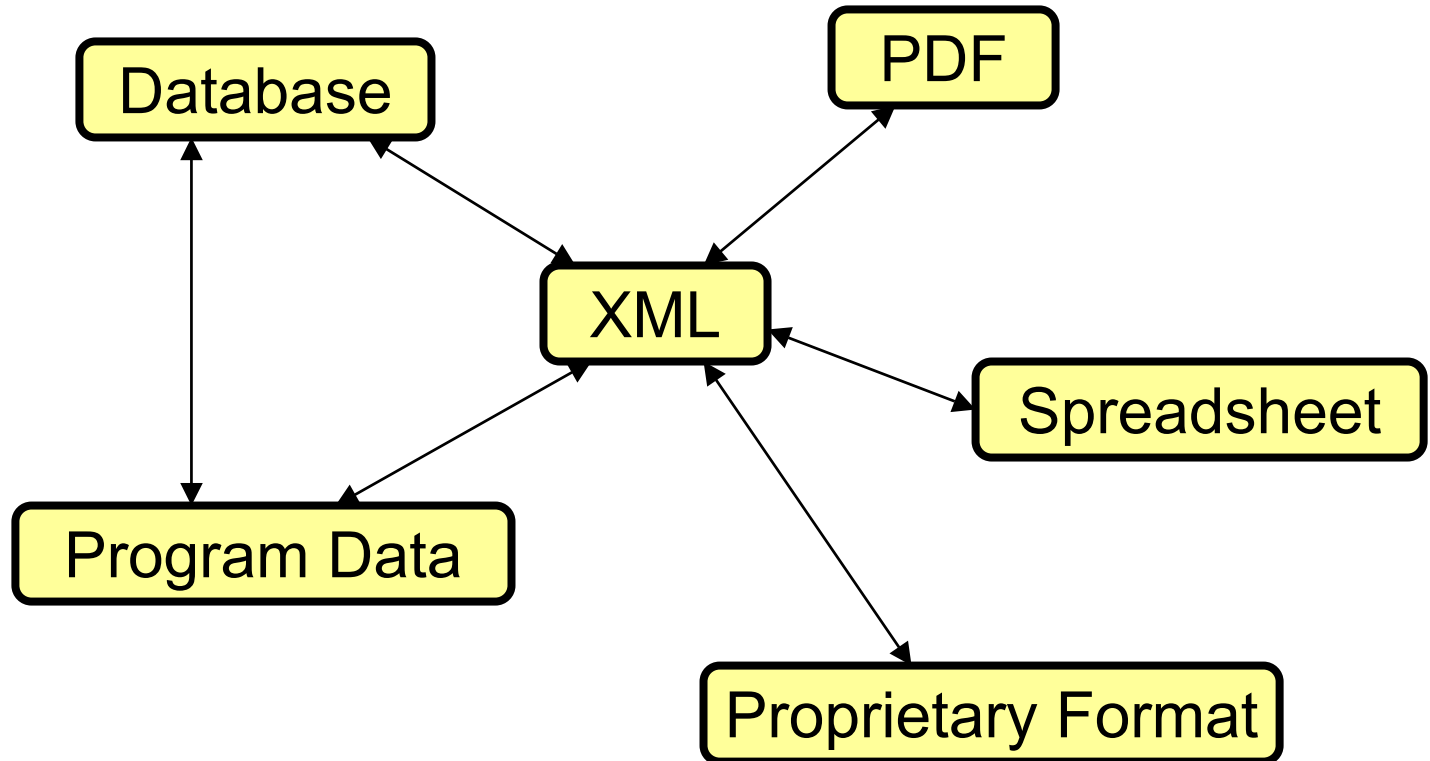 Database
PDF
XML
Spreadsheet
Program Data
Proprietary Format